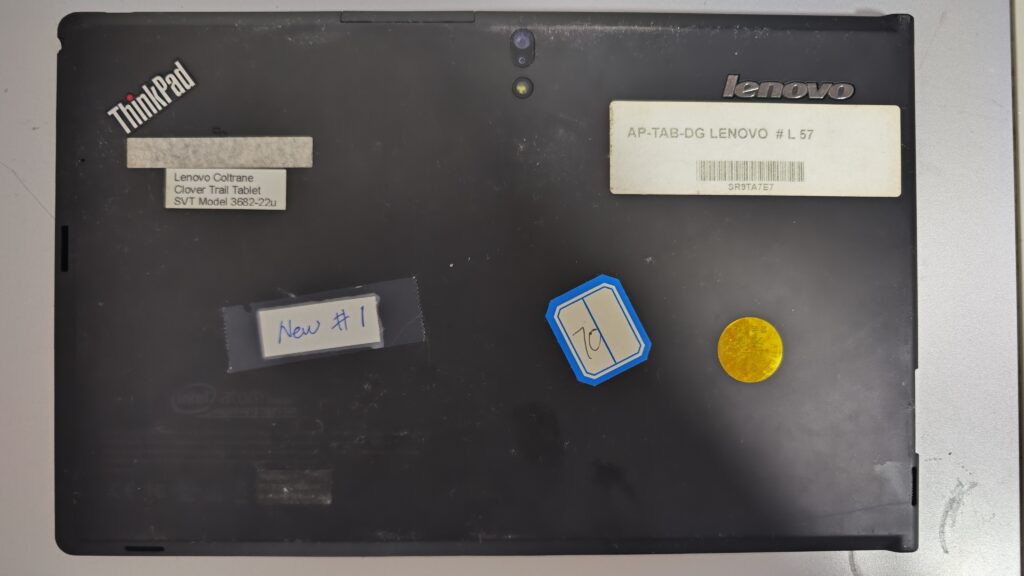 ThinkPad
lenovo
AP-TAB-DG LENOVO # L 57
SR9TA7E7
Lenovo Coltrane
Clover Trail Tablet
SVT Model 3682-22u
New #1
70